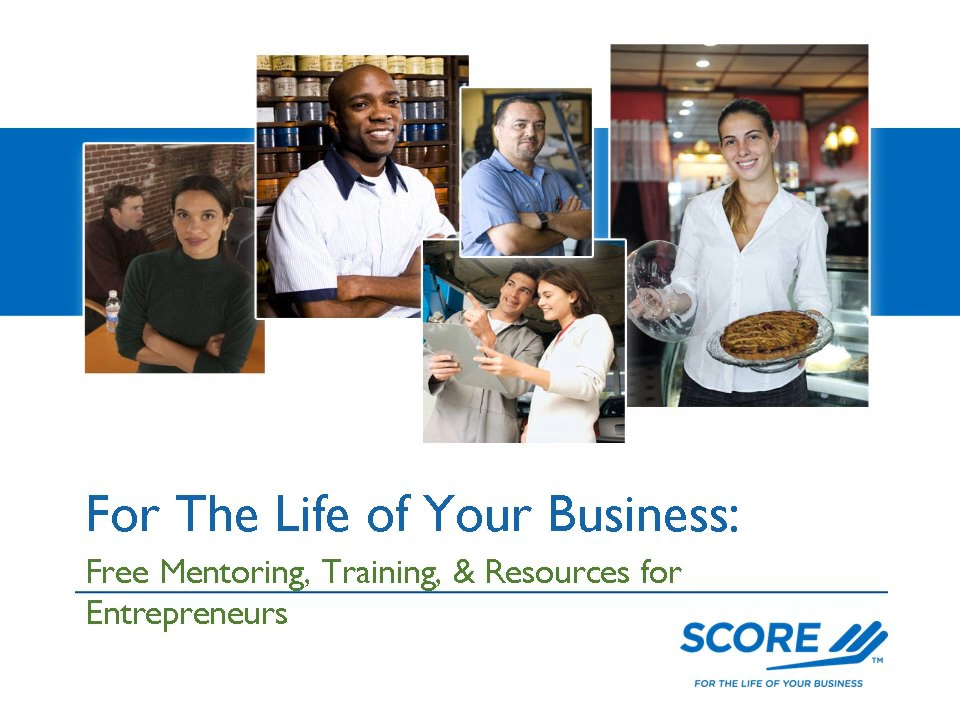 For The Life of Your Business:
Free Mentoring, Training, & Resources for
Entrepreneurs
SCORE ™
FOR THE LIFE OF YOUR BUSINESS